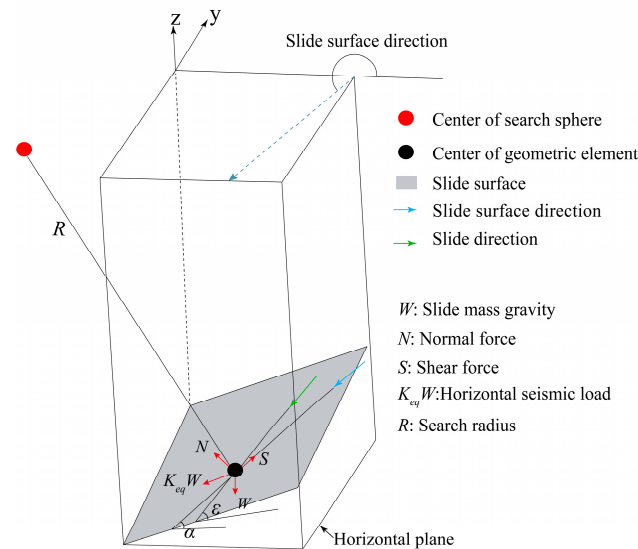 z
y
Slide surface direction
Center of search sphere
Center of geometric element
Slide surface
Slide surface direction
Slide direction
R
W: Slide mass gravity
N: Normal force
S: Shear force
KeqW:Horizontal seismic load
R: Search radius
N
S
KeqW
W
ε
α
Horizontal plane